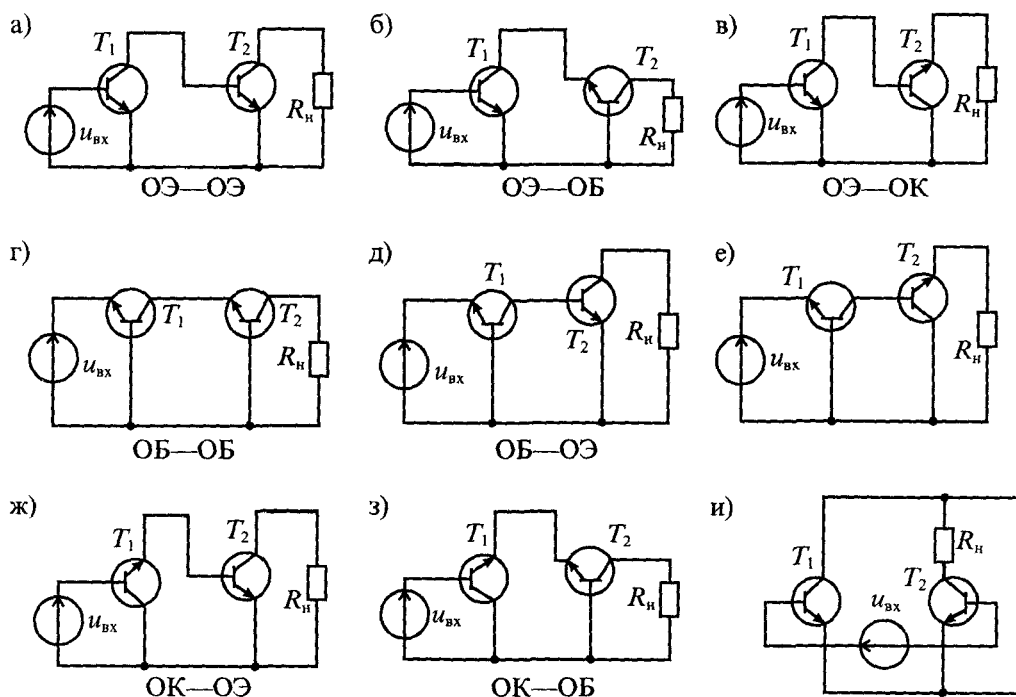 а)
T₁
T₂
Rн
uвх
ОЭ—ОЭ
б)
T₁
T₂
Rн
uвх
ОЭ—ОБ
в)
T₁
T₂
Rн
uвх
ОЭ—ОК
г)
T₁
T₂
Rн
uвх
ОБ—ОБ
д)
T₁
T₂
Rн
uвх
ОБ—ОЭ
е)
T₁
T₂
Rн
uвх
ж)
T₁
T₂
Rн
uвх
ОК—ОЭ
з)
T₁
T₂
Rн
uвх
ОК—ОБ
и)
T₁
Rн
T₂
uвх